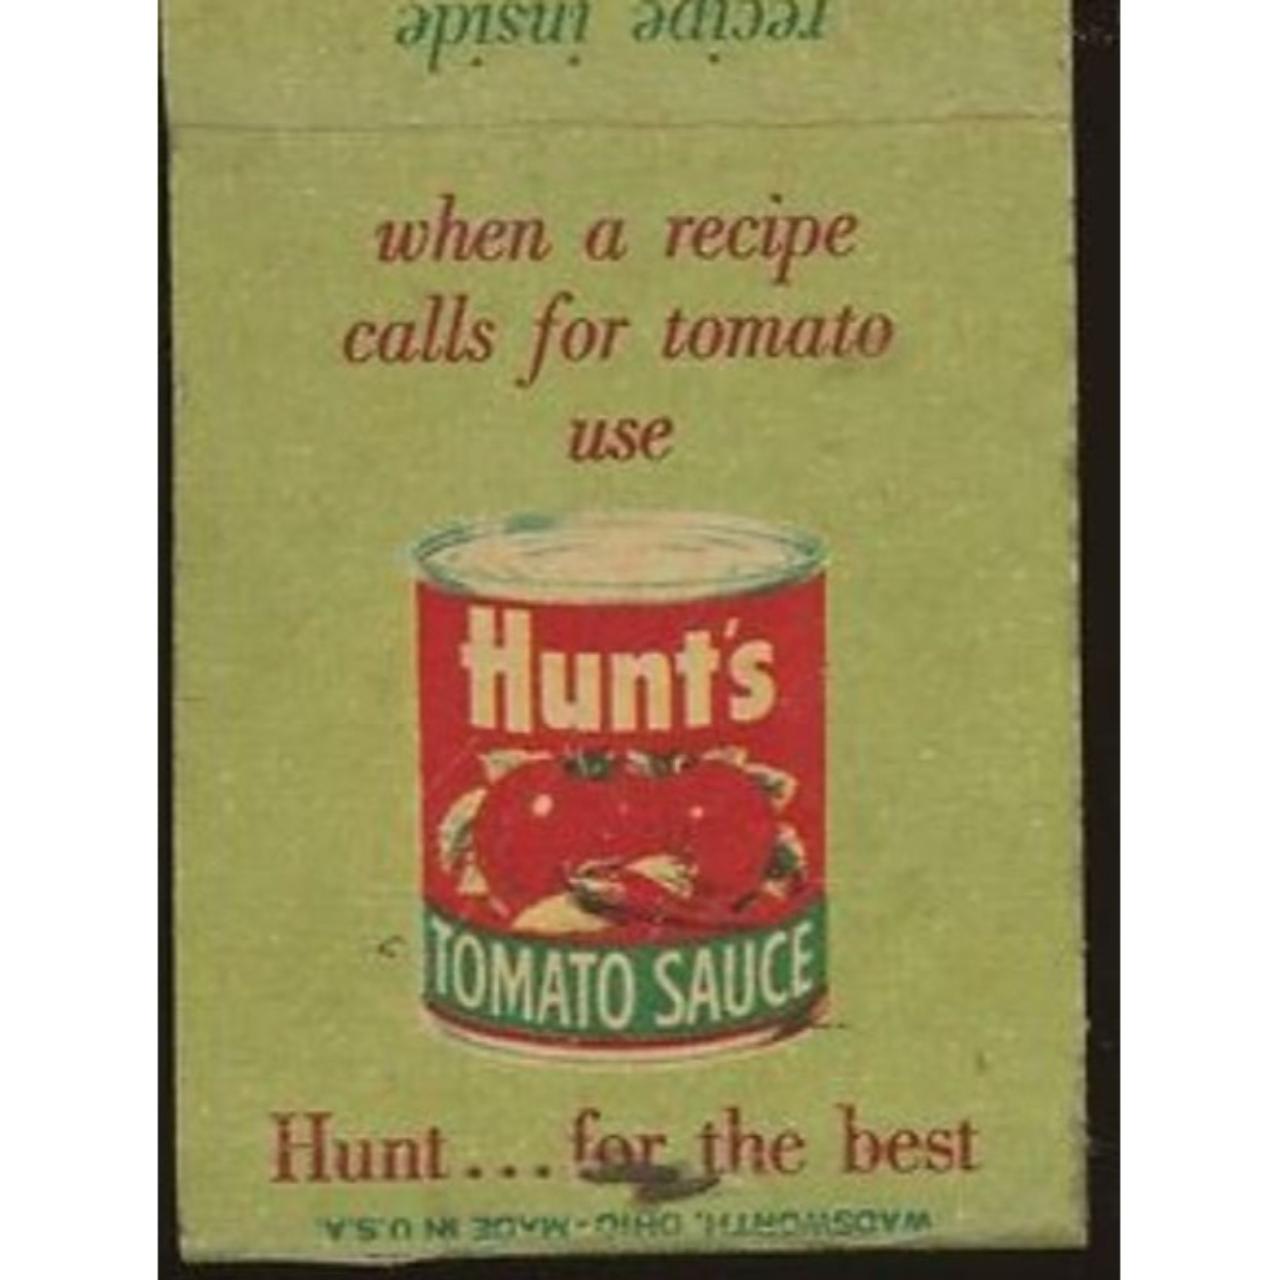 recipe inside
when a recipe
calls for tomato
use
Hunt's
TOMATO SAUCE
Hunt... for the best
WADSWORTH, OHIO - MADE IN U.S.A.